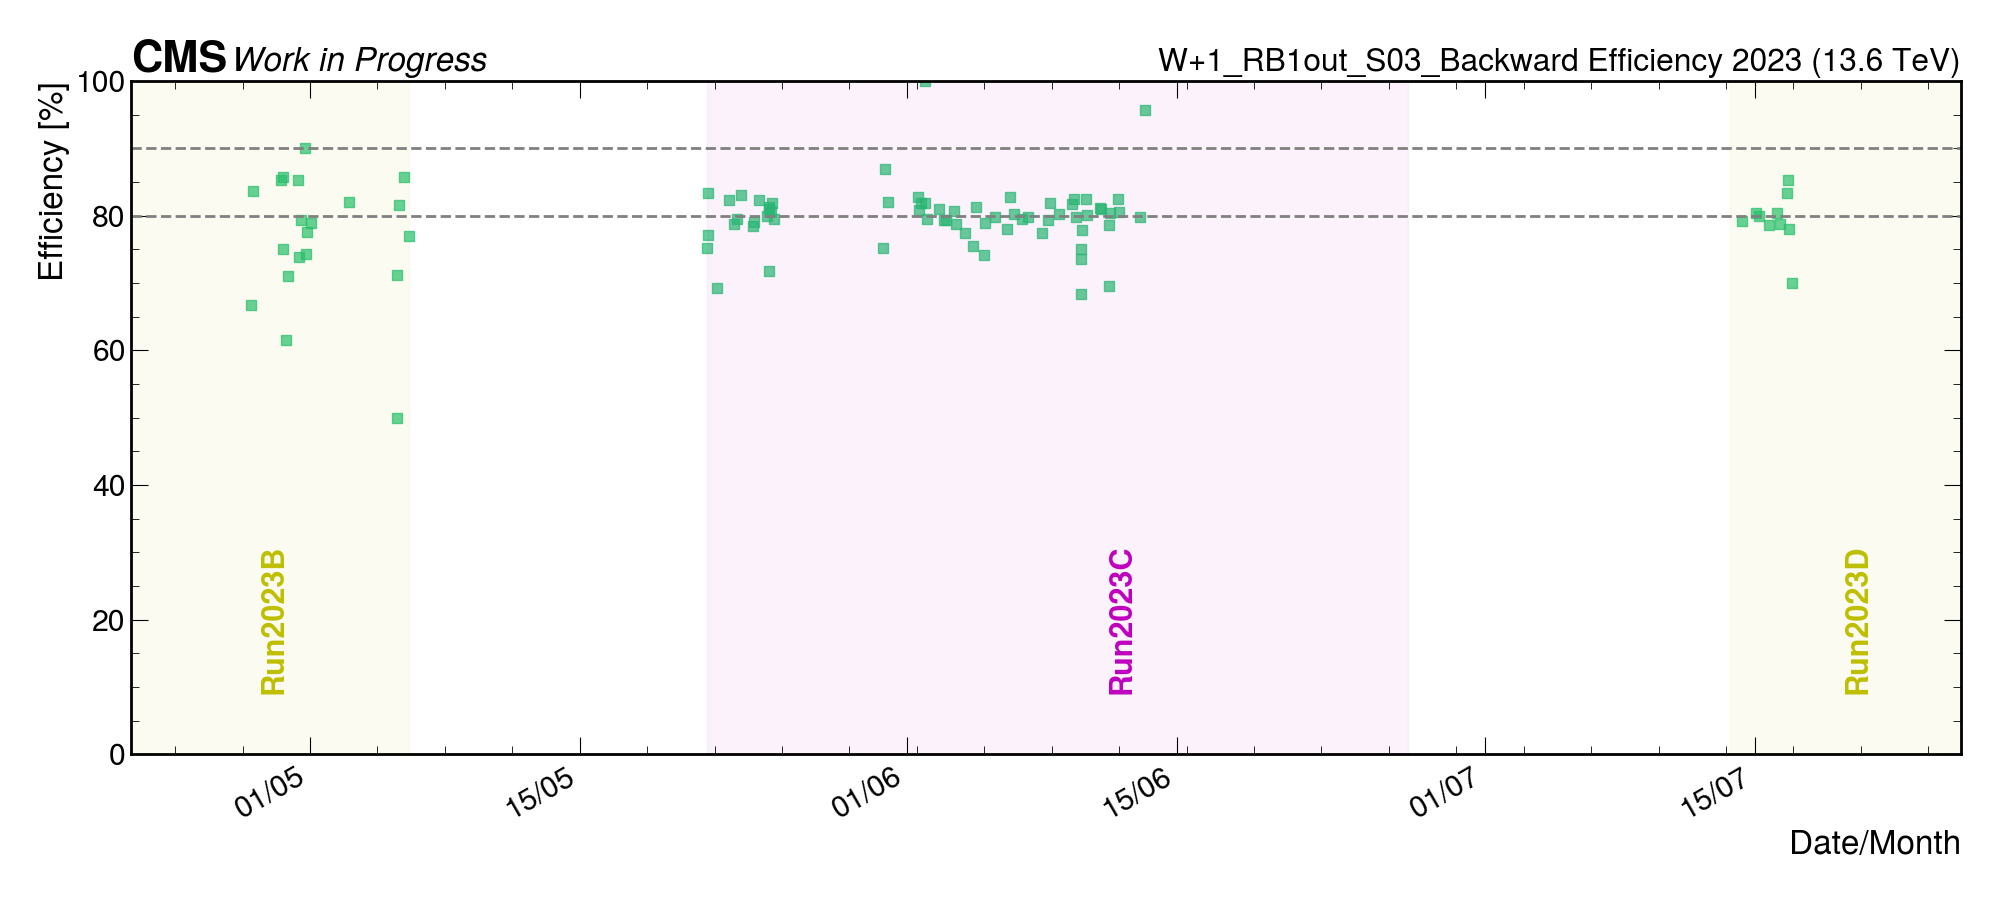 CMS Work in Progress
W+1_RB1out_S03_Backward Efficiency 2023 (13.6 TeV)
Efficiency [%]
100
80
60
40
20
0
Run2023B
Run2023C
Run2023D
01/05
15/05
01/06
15/06
01/07
15/07
Date/Month